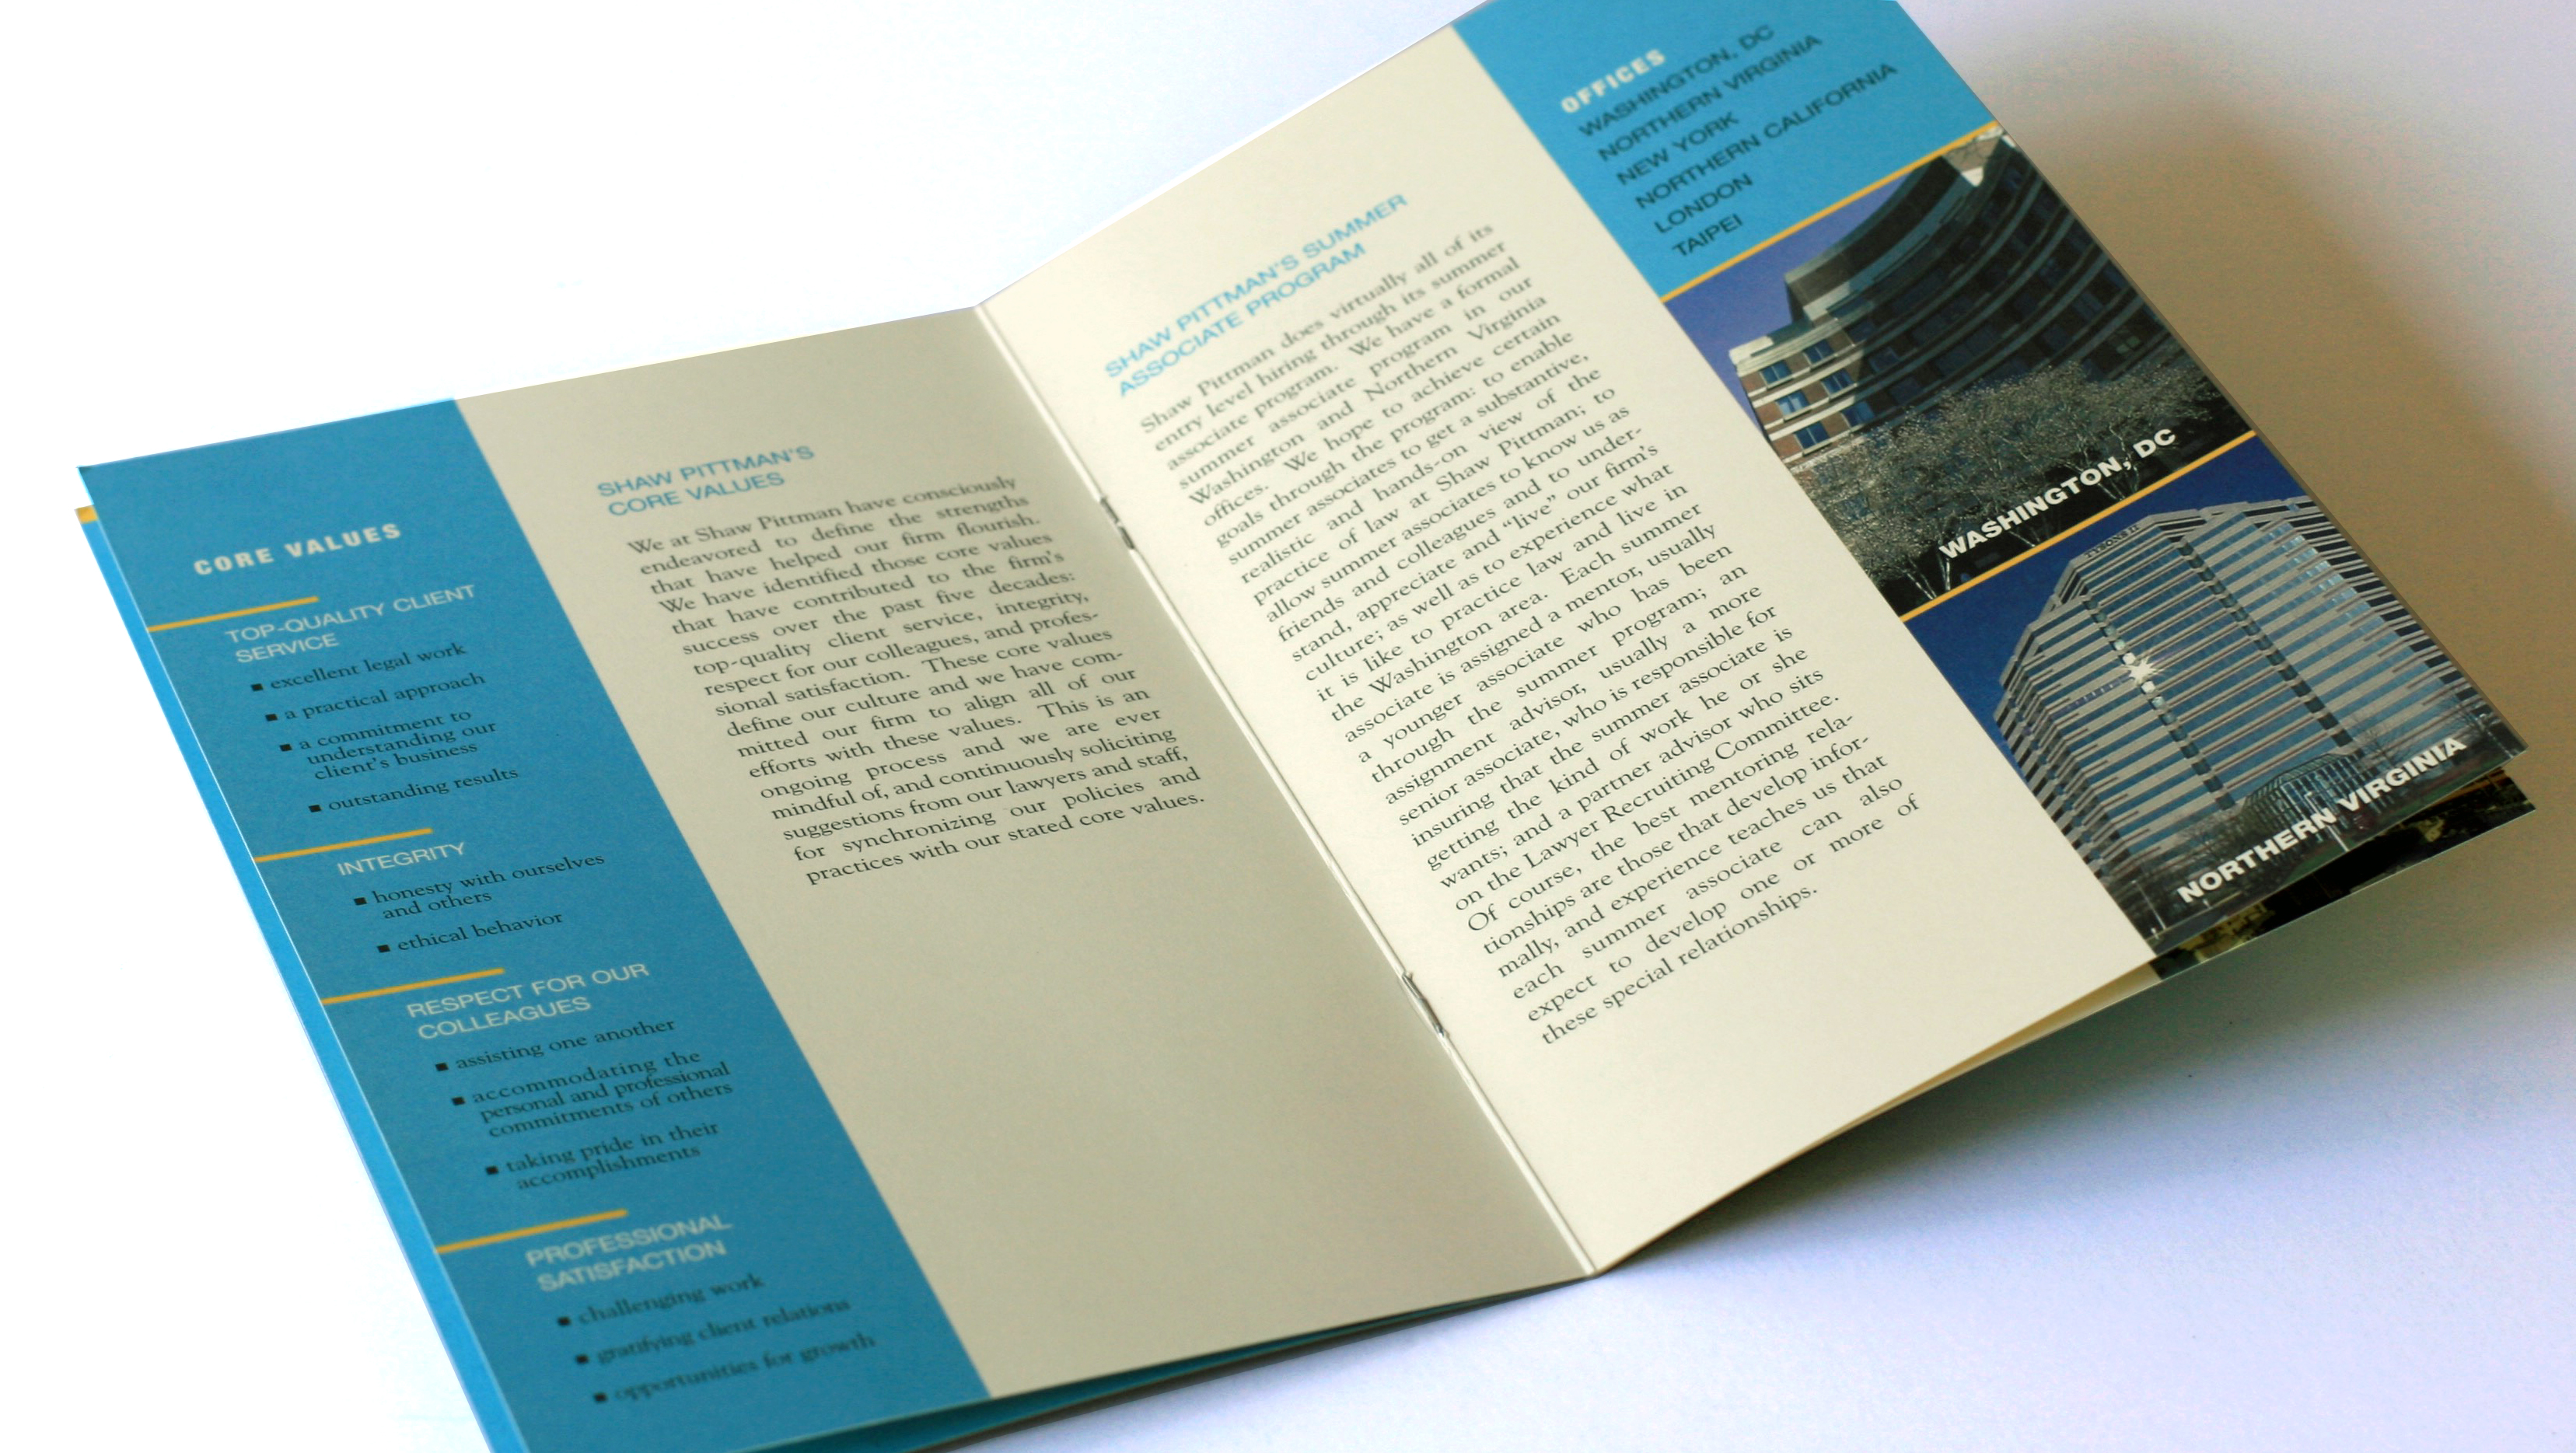 CORE VALUES
TOP-QUALITY CLIENT
SERVICE
■ excellent legal work
■ a practical approach
■ a commitment to
understanding our
client's business
■ outstanding results
INTEGRITY
■ honesty with ourselves
and others
■ ethical behavior
RESPECT FOR OUR
COLLEAGUES
■ assisting one another
■ accommodating the
personal and professional
commitments of others
■ taking pride in their
accomplishments
PROFESSIONAL
SATISFACTION
■ challenging work
■ gratifying client relations
■ opportunities for growth
SHAW PITTMAN'S
CORE VALUES
We at Shaw Pittman have consciously
endeavored to define the strengths
that have helped our firm flourish.
We have identified those core values
that have contributed to the firm's
success over the past five decades:
top-quality client service, integrity,
respect for our colleagues, and profes-
sional satisfaction. These core values
define our culture and we have com-
mitted our firm to align all of our
efforts with these values. This is an
ongoing process and we are ever
mindful of, and continuously soliciting
suggestions from our lawyers and staff,
for synchronizing our policies and
practices with our stated core values.
SHAW PITTMAN'S SUMMER
ASSOCIATE PROGRAM
Shaw Pittman does virtually all of its
entry level hiring through its summer
associate program. We have a formal
summer associate program in our
Washington and Northern Virginia
offices. We hope to achieve certain
goals through the program: to enable
summer associates to get a substantive,
realistic and hands-on view of the
practice of law at Shaw Pittman; to
allow summer associates to know us as
friends and colleagues and to under-
stand, appreciate and “live” our firm's
culture; as well as to experience what
it is like to practice law and live in
the Washington area. Each summer
associate is assigned a mentor, usually
a younger associate who has been
through the summer program; an
assignment advisor, usually a more
senior associate, who is responsible for
insuring that the summer associate is
getting the kind of work he or she
wants; and a partner advisor who sits
on the Lawyer Recruiting Committee.
Of course, the best mentoring rela-
tionships are those that develop infor-
mally, and experience teaches us that
each summer associate can also
expect to develop one or more of
these special relationships.
OFFICES
WASHINGTON, DC
NORTHERN VIRGINIA
NEW YORK
NORTHERN CALIFORNIA
LONDON
TAIPEI
WASHINGTON, DC
TYSONS II
NORTHERN VIRGINIA